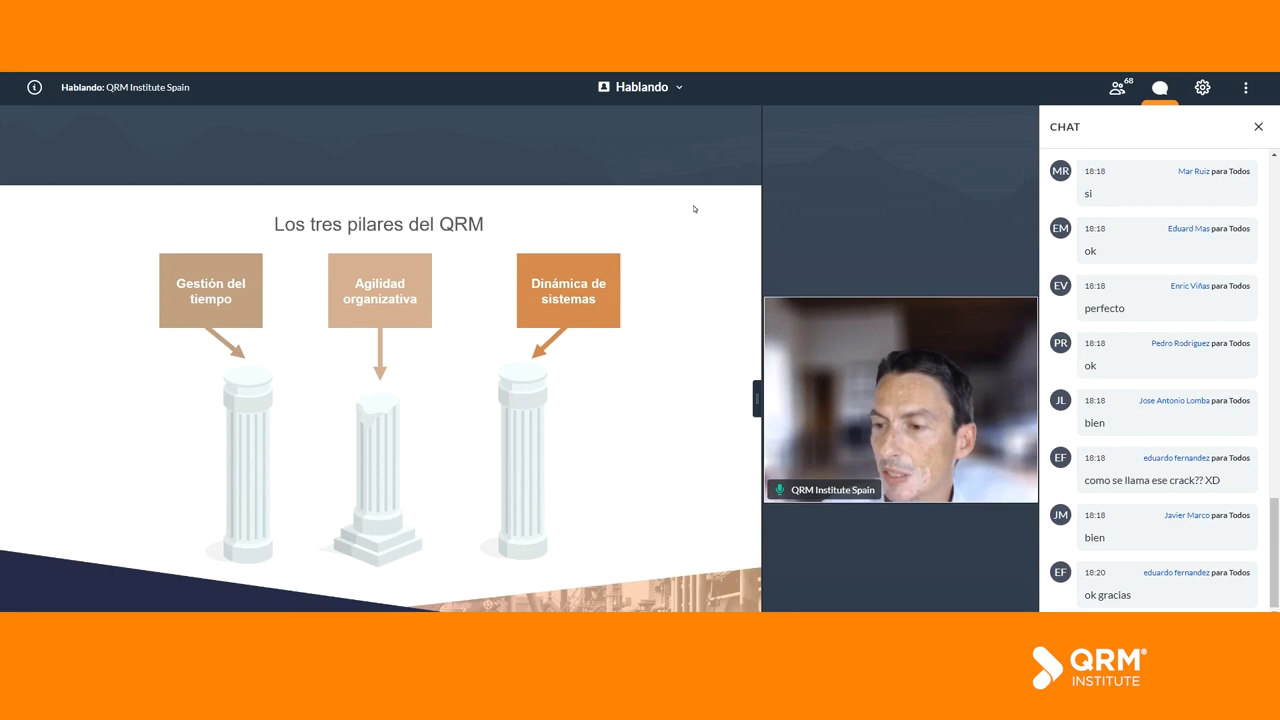 Hablando: QRM Institute Spain
Hablando
68
Los tres pilares del QRM
Gestión del
tiempo
Agilidad
organizativa
Dinámica de
sistemas
QRM Institute Spain
CHAT
MR
18:18
Mar Ruiz para Todos
si
EM
18:18
Eduard Mas para Todos
ok
EV
18:18
Enric Viñas para Todos
perfecto
PR
18:18
Pedro Rodriguez para Todos
ok
JL
18:18
Jose Antonio Lomba para Todos
bien
EF
18:18
eduardo fernandez para Todos
como se llama ese crack?? XD
JM
18:18
Javier Marco para Todos
bien
EF
18:20
eduardo fernandez para Todos
ok gracias
QRM®
INSTITUTE